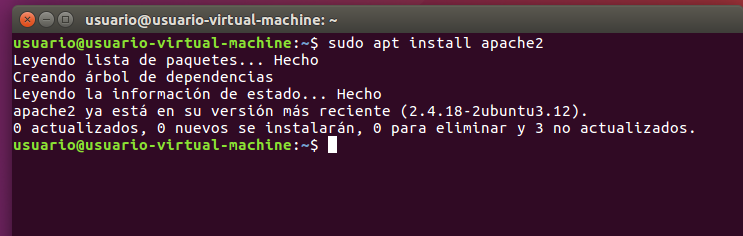 usuario@usuario-virtual-machine: ~
usuario@usuario-virtual-machine:~$ sudo apt install apache2
Leyendo lista de paquetes... Hecho
Creando árbol de dependencias
Leyendo la información de estado... Hecho
apache2 ya está en su versión más reciente (2.4.18-2ubuntu3.12).
0 actualizados, 0 nuevos se instalarán, 0 para eliminar y 3 no actualizados.
usuario@usuario-virtual-machine:~$